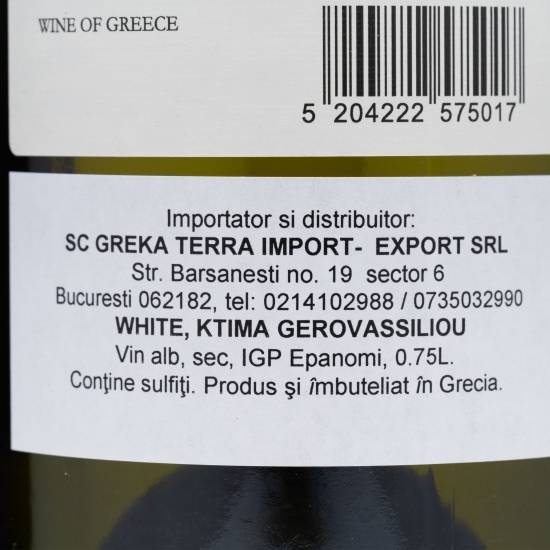 WINE OF GREECE
5 204222 575017
Importator si distribuitor:
SC GREKA TERRA IMPORT- EXPORT SRL
Str. Barsanesti no. 19 sector 6
Bucuresti 062182, tel: 0214102988 / 0735032990
WHITE, KTIMA GEROVASSILIOU
Vin alb, sec, IGP Epanomi, 0.75L.
Conţine sulfiţi. Produs şi îmbuteliat în Grecia.